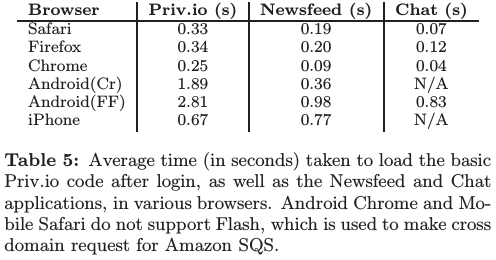 Browser Priv.io (s) Newsfeed (s) Chat (s)
Safari 0.33 0.19 0.07
Firefox 0.34 0.20 0.12
Chrome 0.25 0.09 0.04
Android(Cr) 1.89 0.36 N/A
Android(FF) 2.81 0.98 0.83
iPhone 0.67 0.77 N/A
Table 5: Average time (in seconds) taken to load the basic
Priv.io code after login, as well as the Newsfeed and Chat
applications, in various browsers. Android Chrome and Mo-
bile Safari do not support Flash, which is used to make cross
domain request for Amazon SQS.